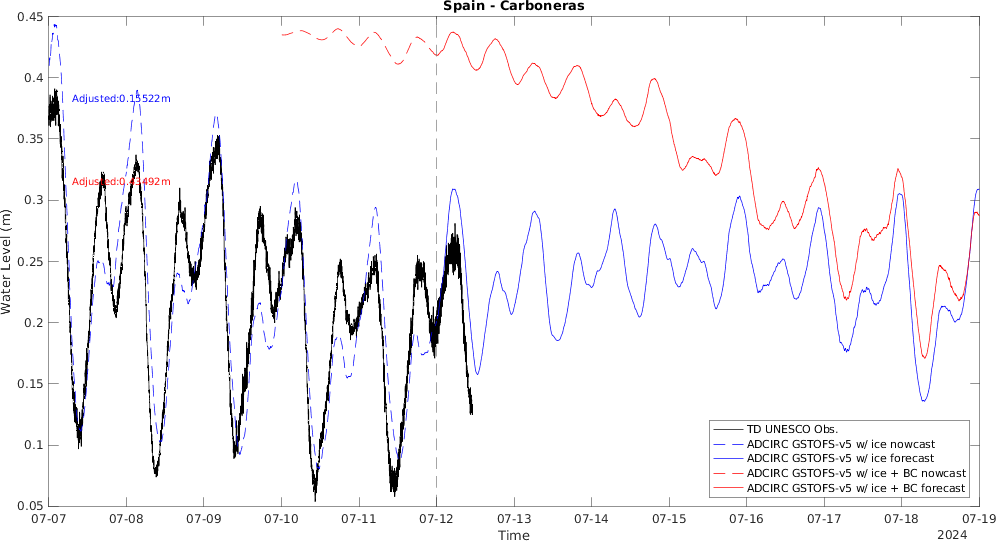 Spain - Carboneras
0.45
0.4
0.35
0.3
0.25
0.2
0.15
0.1
0.05
Water Level (m)
Adjusted:0.15522m
Adjusted:0.43492m
TD UNESCO Obs.
ADCIRC GSTOFS-v5 w/ ice nowcast
ADCIRC GSTOFS-v5 w/ ice forecast
ADCIRC GSTOFS-v5 w/ ice + BC nowcast
ADCIRC GSTOFS-v5 w/ ice + BC forecast
07-07 07-08 07-09 07-10 07-11 07-12 07-13 07-14 07-15 07-16 07-17 07-18 07-19
Time
2024